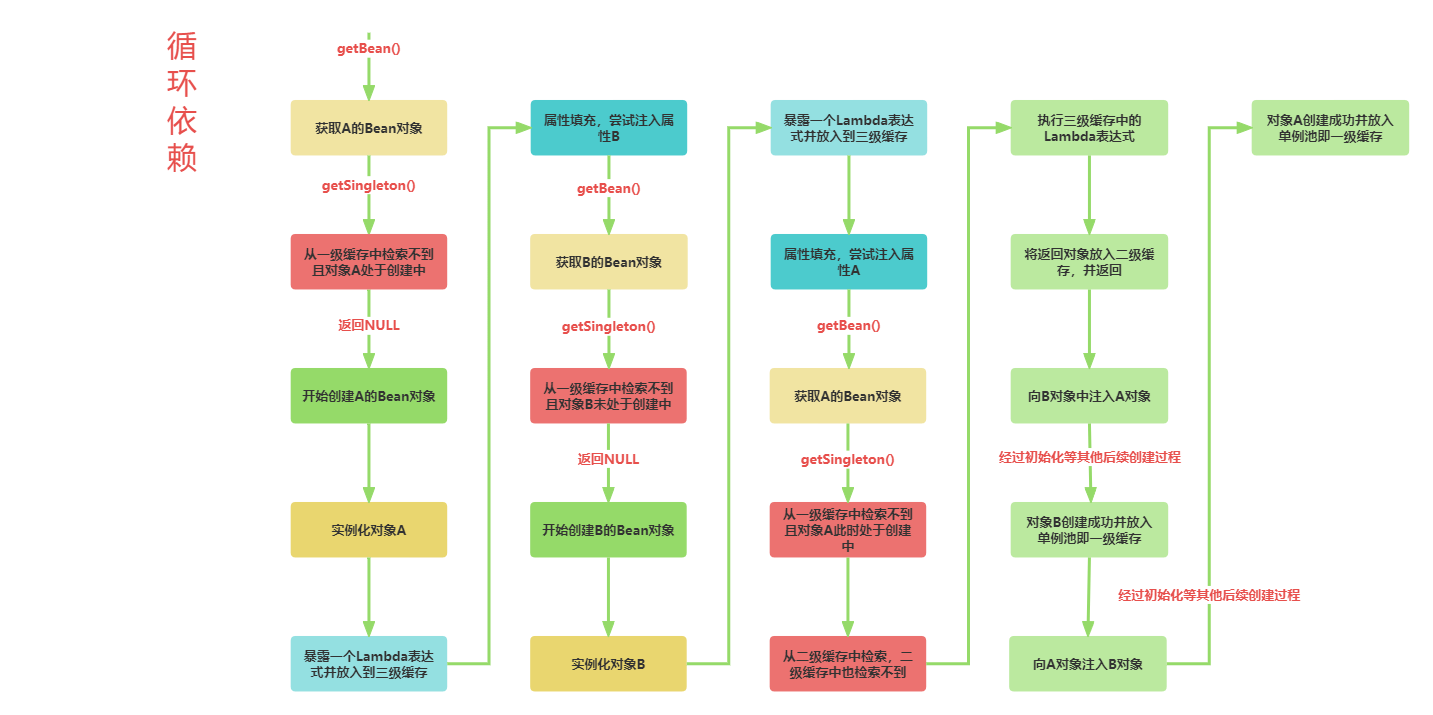 循
环
依
赖
getBean()
获取A的Bean对象
getSingleton()
从一级缓存中检索不到
且对象A处于创建中
返回NULL
开始创建A的Bean对象
实例化对象A
暴露一个Lambda表达
式并放入到三级缓存
属性填充，尝试注入属
性B
getBean()
获取B的Bean对象
getSingleton()
从一级缓存中检索不到
且对象B未处于创建中
返回NULL
开始创建B的Bean对象
实例化对象B
暴露一个Lambda表达
式并放入到三级缓存
属性填充，尝试注入属
性A
getBean()
获取A的Bean对象
getSingleton()
从一级缓存中检索不到
且对象A此时处于创建
中
从二级缓存中检索，二
级缓存中也检索不到
执行三级缓存中的
Lambda表达式
将返回对象放入二级缓
存，并返回
向B对象中注入A对象
经过初始化等其他后续创建过程
对象B创建成功并放入
单例池即一级缓存
向A对象注入B对象
经过初始化等其他后续创建过程
对象A创建成功并放入
单例池即一级缓存